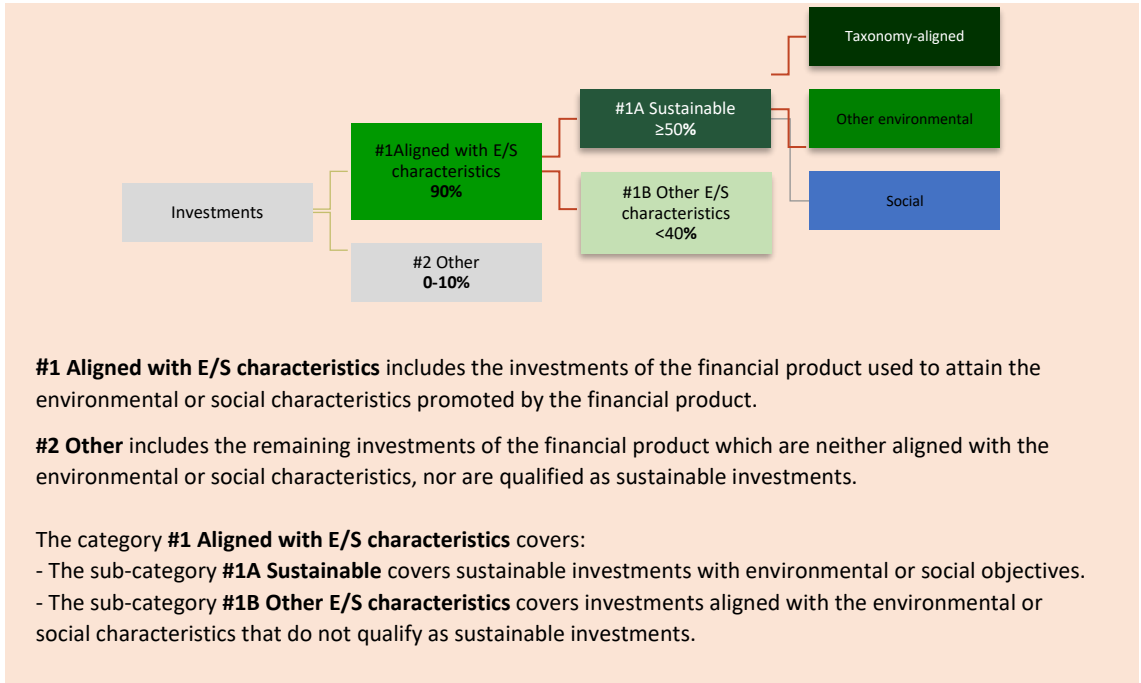 Taxonomy-aligned
#1A Sustainable
≥50%
Other environmental
#1Aligned with E/S
characteristics
90%
#1B Other E/S
characteristics
<40%
Investments
Social
#2 Other
0-10%
#1 Aligned with E/S characteristics includes the investments of the financial product used to attain the
environmental or social characteristics promoted by the financial product.
#2 Other includes the remaining investments of the financial product which are neither aligned with the
environmental or social characteristics, nor are qualified as sustainable investments.
The category #1 Aligned with E/S characteristics covers:
- The sub-category #1A Sustainable covers sustainable investments with environmental or social objectives.
- The sub-category #1B Other E/S characteristics covers investments aligned with the environmental or
social characteristics that do not qualify as sustainable investments.